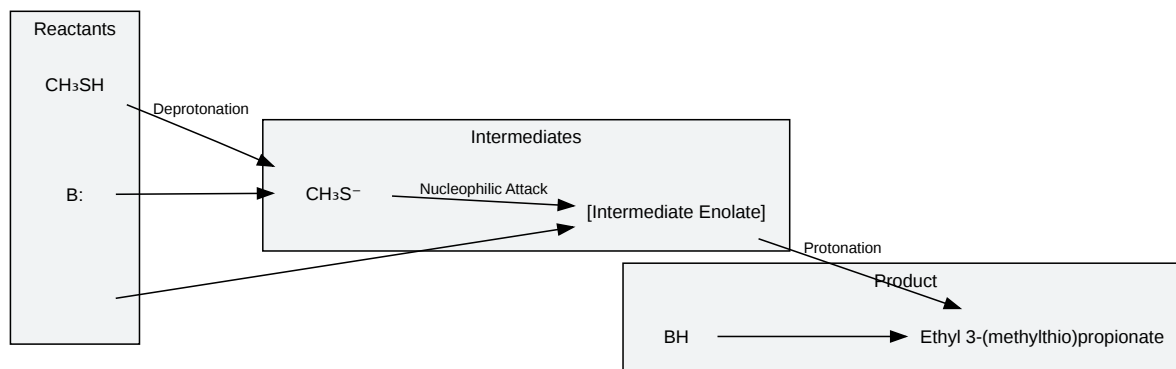 Reactants
CH₃SH
Deprotonation
Intermediates
B:
CH₃S⁻
Nucleophilic Attack
[Intermediate Enolate]
Protonation
Product
BH
Ethyl 3-(methylthio)propionate